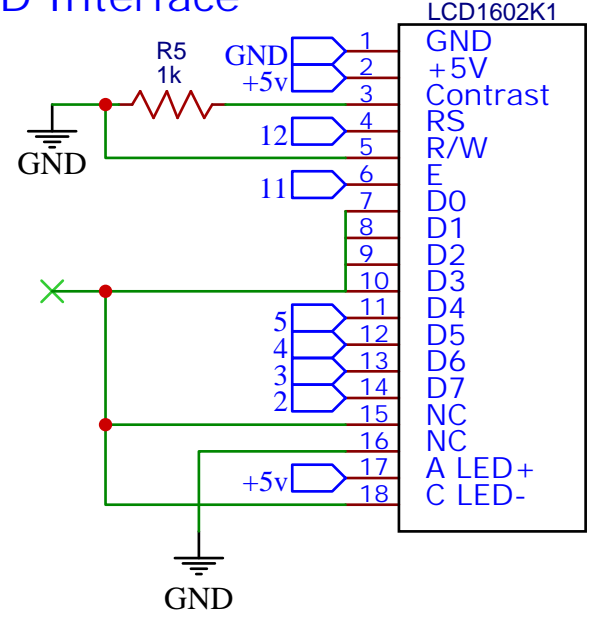 D Interface
LCD1602K1
R5
1k
GND
GND 1 GND
+5v 2 +5V
3 Contrast
12 4 RS
5 R/W
11 6 E
7 D0
8 D1
9 D2
10 D3
5 11 D4
4 12 D5
3 13 D6
2 14 D7
15 NC
16 NC
+5v 17 A LED+
18 C LED-
GND